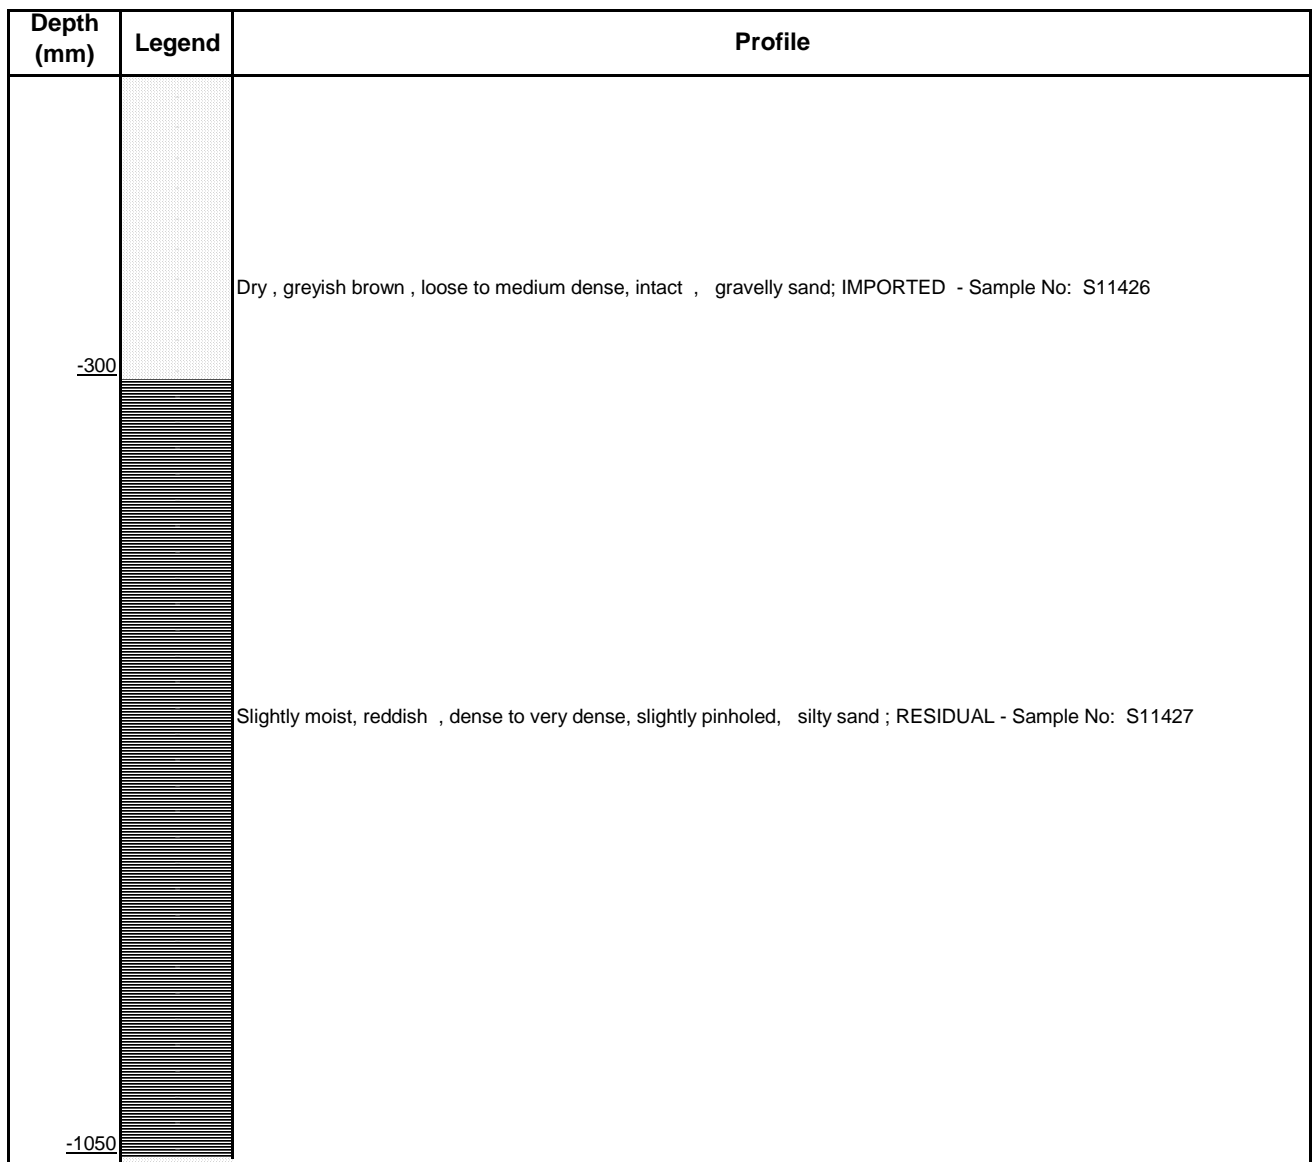 Depth
(mm)
Legend
Profile
Dry , greyish brown , loose to medium dense, intact , gravelly sand; IMPORTED - Sample No: S11426
-300
Slightly moist, reddish , dense to very dense, slightly pinholed, silty sand ; RESIDUAL - Sample No: S11427
-1050